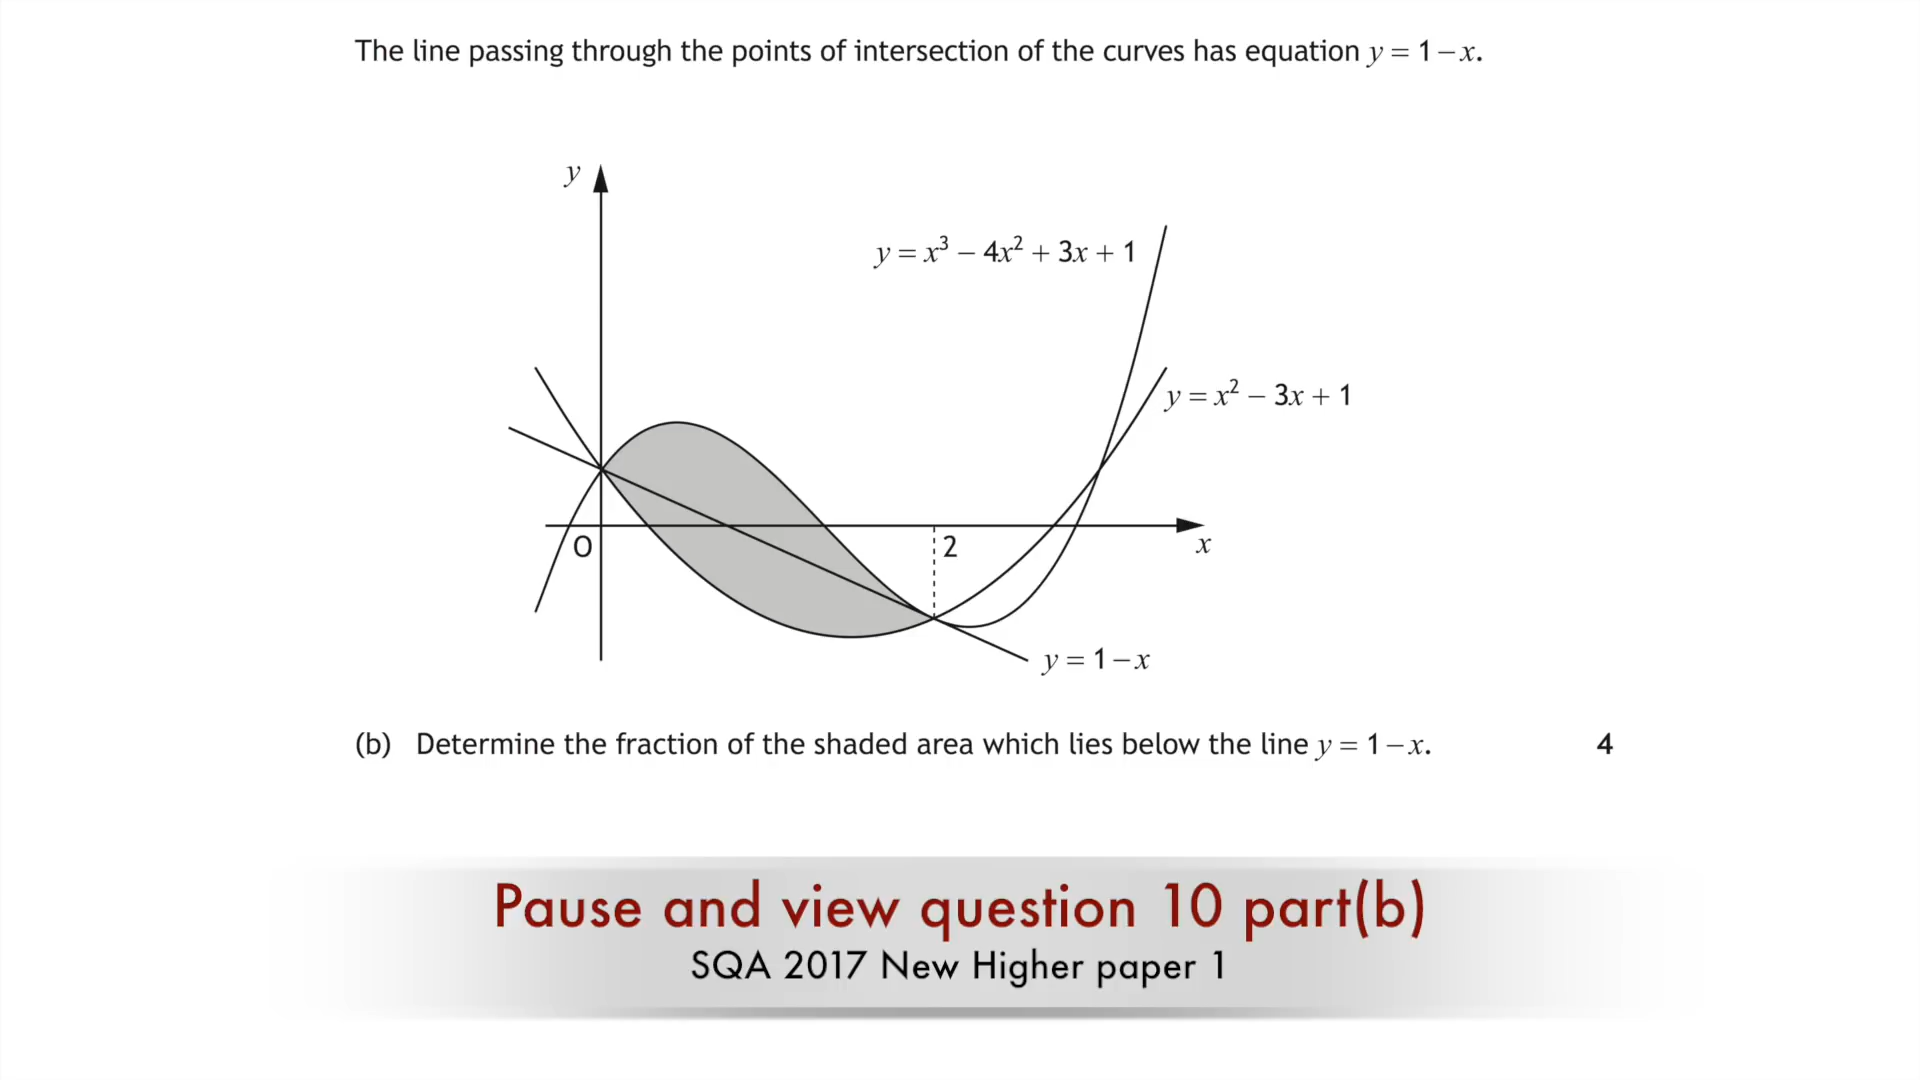 The line passing through the points of intersection of the curves has equation y = 1 – x.
y
y = x³ – 4x² + 3x + 1
y = x² – 3x + 1
O
2
x
y = 1 – x
(b) Determine the fraction of the shaded area which lies below the line y = 1 – x. 4
Pause and view question 10 part(b)
SQA 2017 New Higher paper 1